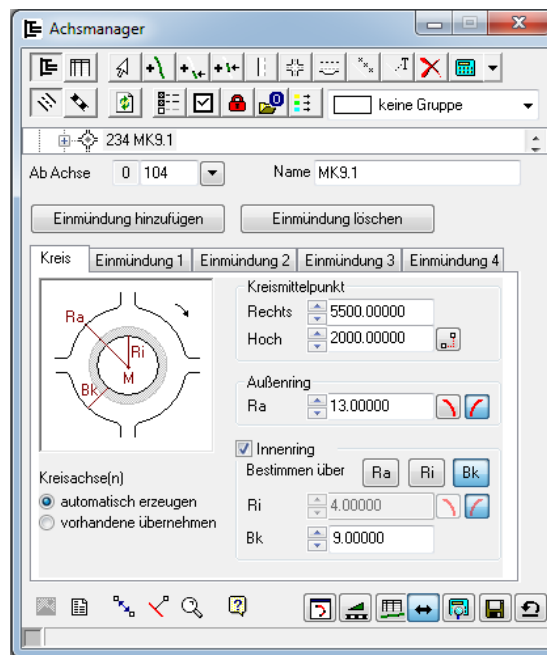 Achsmanager
T
keine Gruppe
234 MK9.1
Ab Achse 0 104 Name MK9.1
Einmündung hinzufügen Einmündung löschen
Kreis Einmündung 1 Einmündung 2 Einmündung 3 Einmündung 4
Ra
Ri
M
Bk
Kreismittelpunkt
Rechts 5500.00000
Hoch 2000.00000
Außenring
Ra 13.00000
Innenring
Bestimmen über Ra Ri Bk
Ri 4.00000
Bk 9.00000
Kreisachse(n)
automatisch erzeugen
vorhandene übernehmen